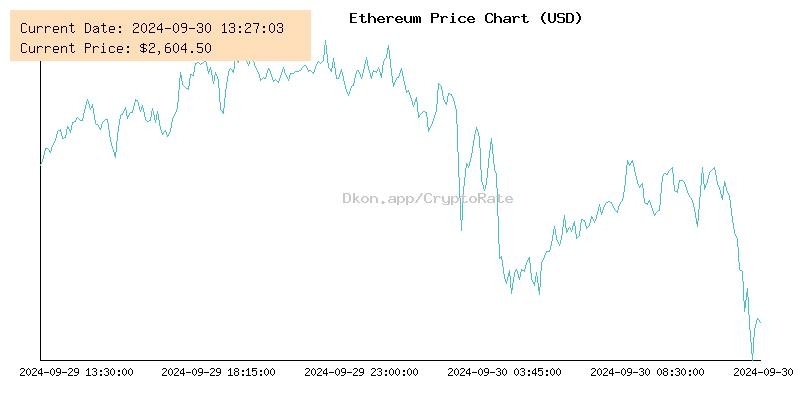 Ethereum Price Chart (USD)
Current Date: 2024-09-30 13:27:03
Current Price: $2,604.50
Dkon.app/CryptoRate
2024-09-29 13:30:00
2024-09-29 18:15:00
2024-09-29 23:00:00
2024-09-30 03:45:00
2024-09-30 08:30:00
2024-09-30